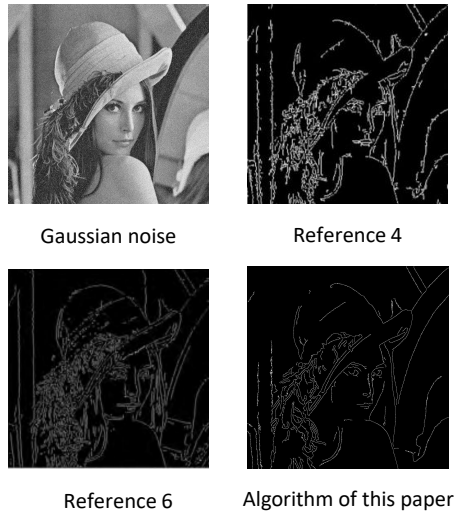 Gaussian noise
Reference 4
Reference 6
Algorithm of this paper